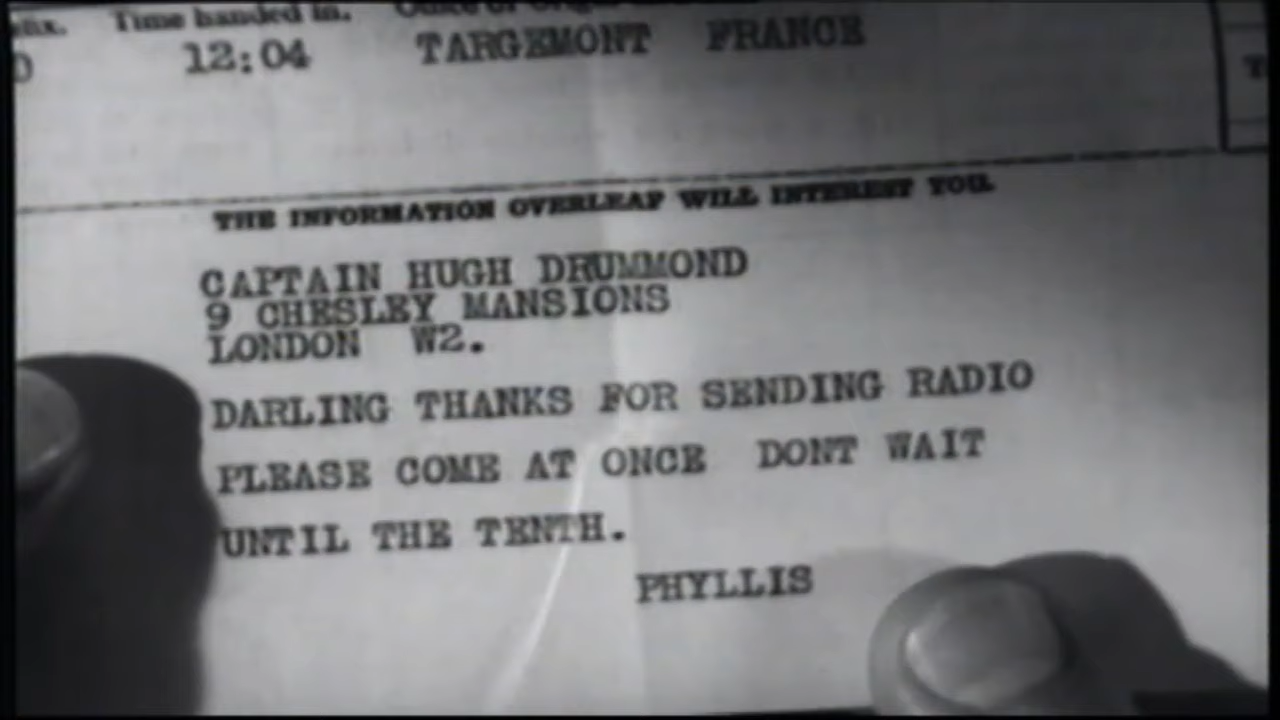 Time handed in.
12:04 TARGEMONT FRANCE
THE INFORMATION OVERLEAF WILL INTEREST YOU.
CAPTAIN HUGH DRUMMOND
9 CHESLEY MANSIONS
LONDON W2.
DARLING THANKS FOR SENDING RADIO
PLEASE COME AT ONCE DONT WAIT
UNTIL THE TENTH.
PHYLLIS